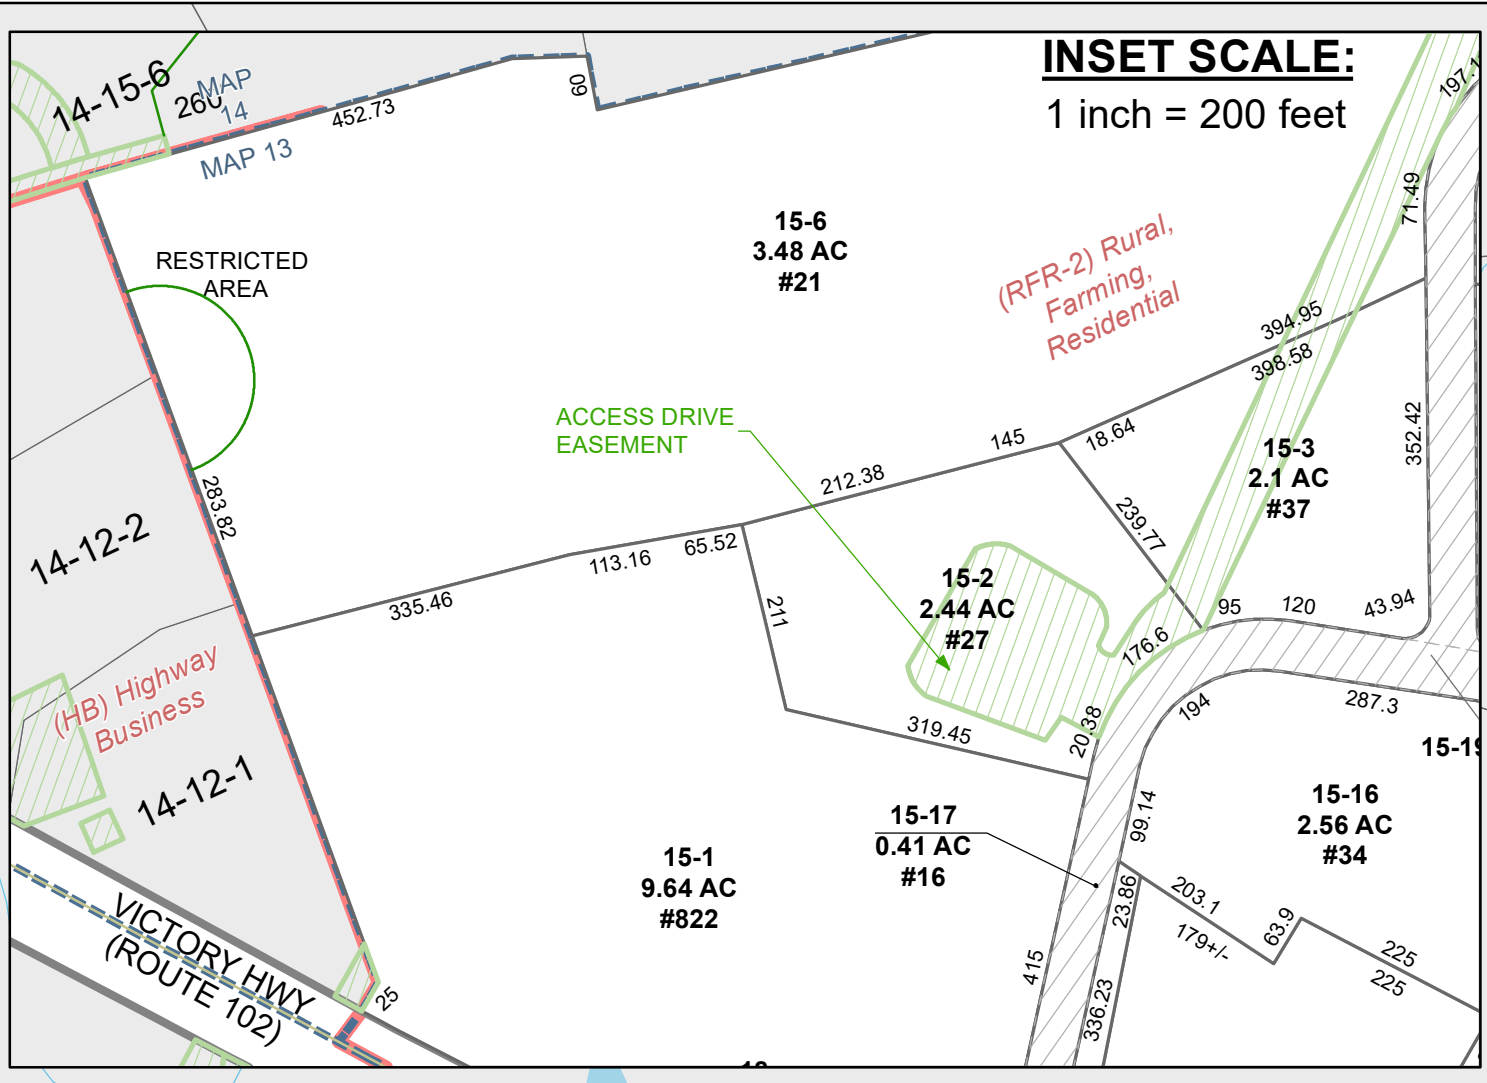 INSET SCALE:
1 inch = 200 feet
14-15-6
260
MAP
14
MAP 13
452.73
60
197.1
71.49
RESTRICTED
AREA
15-6
3.48 AC
#21
(RFR-2) Rural,
Farming,
Residential
394.95
398.58
ACCESS DRIVE
EASEMENT
145
18.64
212.38
352.42
15-3
2.1 AC
#37
283.82
14-12-2
239.77
113.16
65.52
335.46
211
15-2
2.44 AC
#27
95
120
43.94
176.6
(HB) Highway
Business
194
287.3
20.38
319.45
15-19
14-12-1
15-17
0.41 AC
#16
99.14
15-16
2.56 AC
#34
15-1
9.64 AC
#822
23.86
203.1
179+/-
63.9
225
225
VICTORY HWY
(ROUTE 102)
25
415
336.23